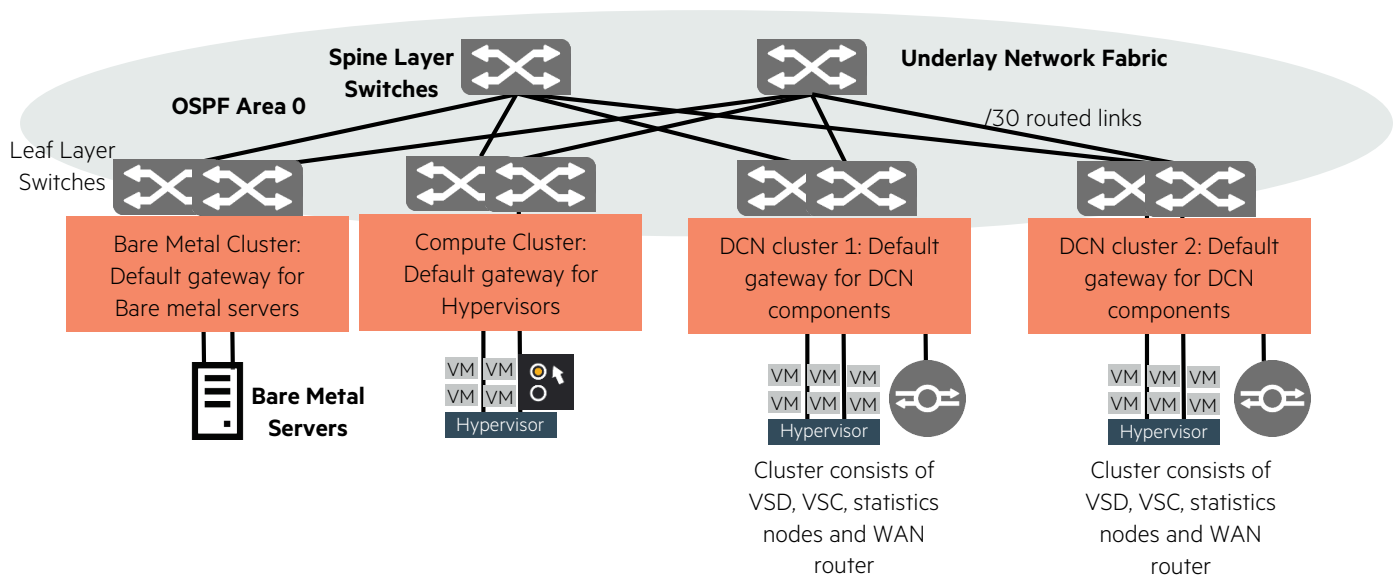 Spine Layer
Switches
Underlay Network Fabric
OSPF Area 0
/30 routed links
Leaf Layer
Switches
Bare Metal Cluster:
Default gateway for
Bare metal servers
Compute Cluster:
Default gateway for
Hypervisors
DCN cluster 1: Default
gateway for DCN
components
DCN cluster 2: Default
gateway for DCN
components
Bare Metal
Servers
VM VM
VM VM
Hypervisor
VM VM VM
VM VM VM
Hypervisor
VM VM VM
VM VM VM
Hypervisor
Cluster consists of
VSD, VSC, statistics
nodes and WAN
router
Cluster consists of
VSD, VSC, statistics
nodes and WAN
router